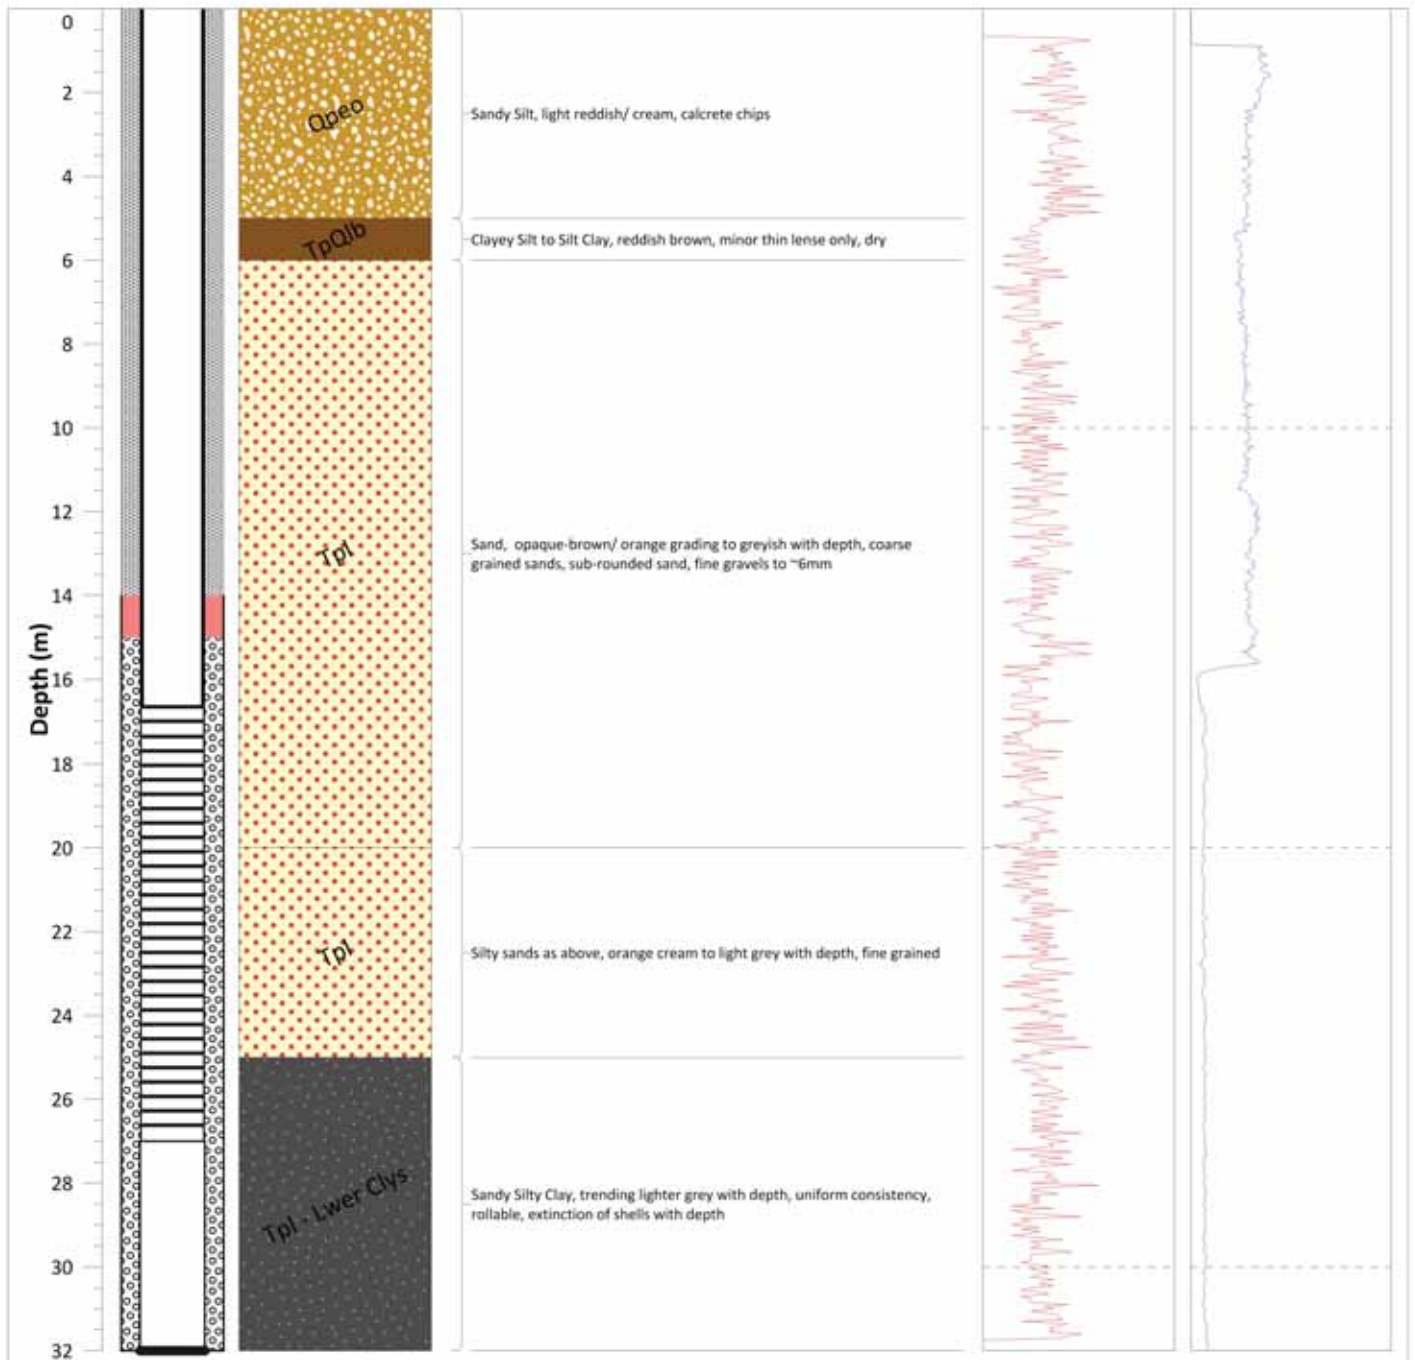 Depth (m)
0
2
4
6
8
10
12
14
16
18
20
22
24
26
28
30
32
Qpeo
Sandy Silt, light reddish/ cream, calcrete chips
TpQlb
Clayey Silt to Silt Clay, reddish brown, minor thin lense only, dry
Tpl
Sand, opaque-brown/ orange grading to greyish with depth, coarse
grained sands, sub-rounded sand, fine gravels to ~6mm
Tpl
Silty sands as above, orange cream to light grey with depth, fine grained
Tpl - Lwer Clys
Sandy Silty Clay, trending lighter grey with depth, uniform consistency,
rollable, extinction of shells with depth